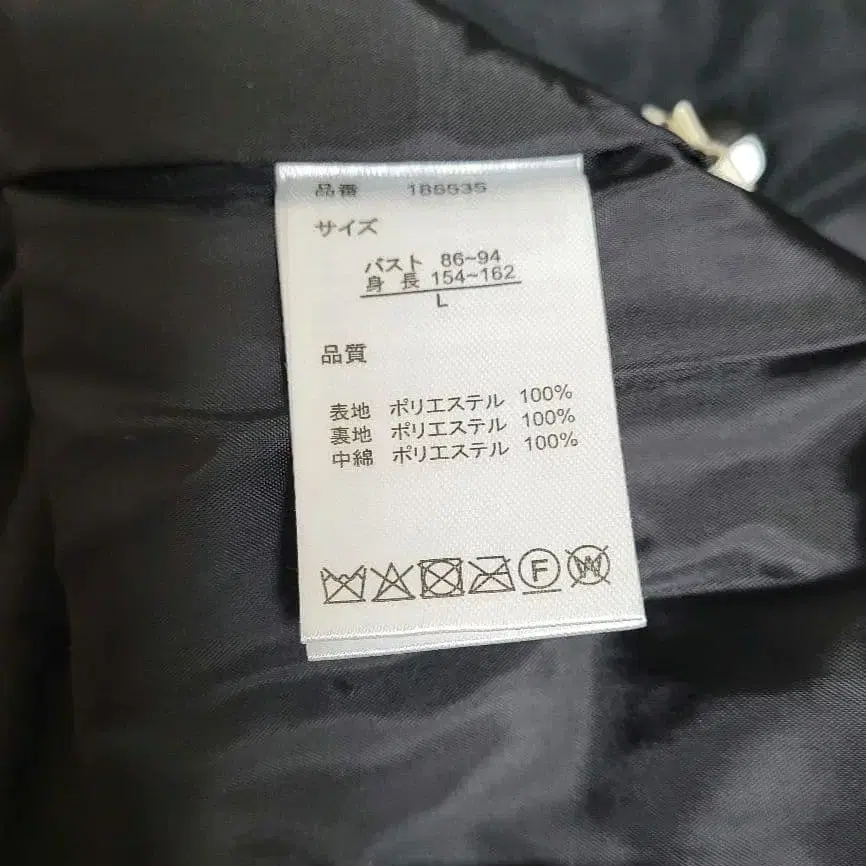 品番 186535
サイズ
バスト 86~94
身長 154~162
L
品質
表地 ポリエステル 100%
裏地 ポリエステル 100%
中綿 ポリエステル 100%
F W